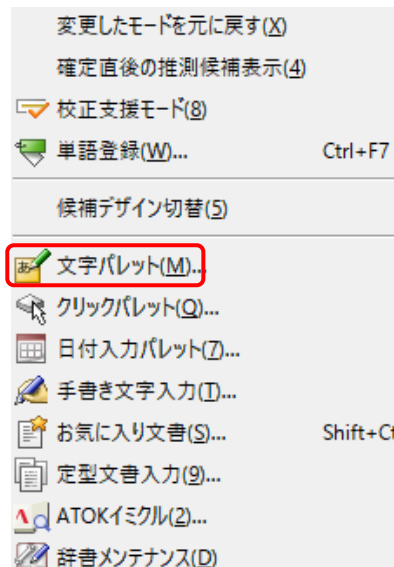 変更したモードを元に戻す(X)
確定直後の推測候補表示(4)
校正支援モード(8)
単語登録(W)... Ctrl+F7
候補デザイン切替(5)
文字パレット(M)...
クリックパレット(Q)...
日付入力パレット(7)...
手書き文字入力(T)...
お気に入り文書(S)... Shift+Ct
定型文書入力(9)...
ATOKイミクル(2)...
辞書メンテナンス(D)